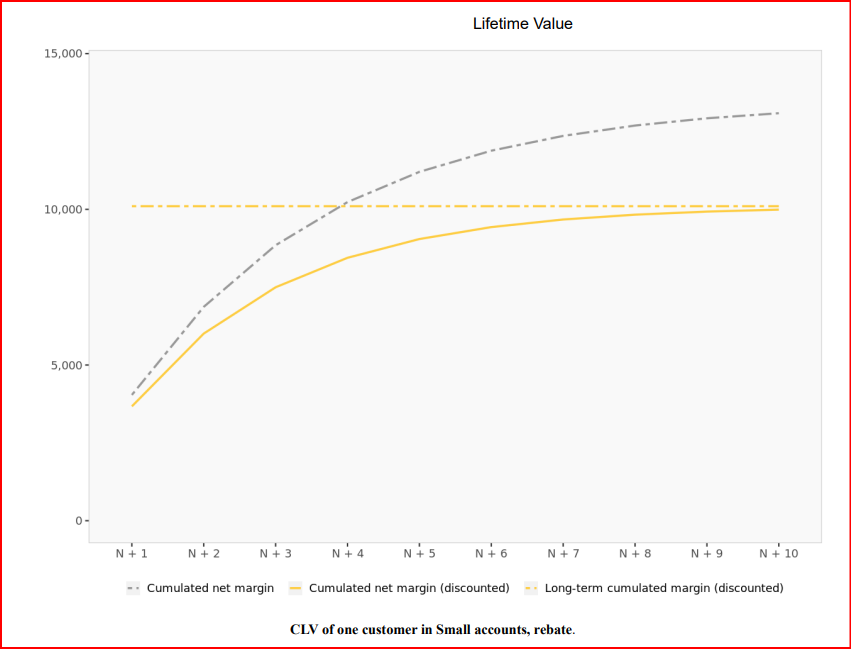 Lifetime Value
15,000
10,000
5,000
0
N + 1 N + 2 N + 3 N + 4 N + 5 N + 6 N + 7 N + 8 N + 9 N + 10
Cumulated net margin Cumulated net margin (discounted) Long-term cumulated margin (discounted)
CLV of one customer in Small accounts, rebate.